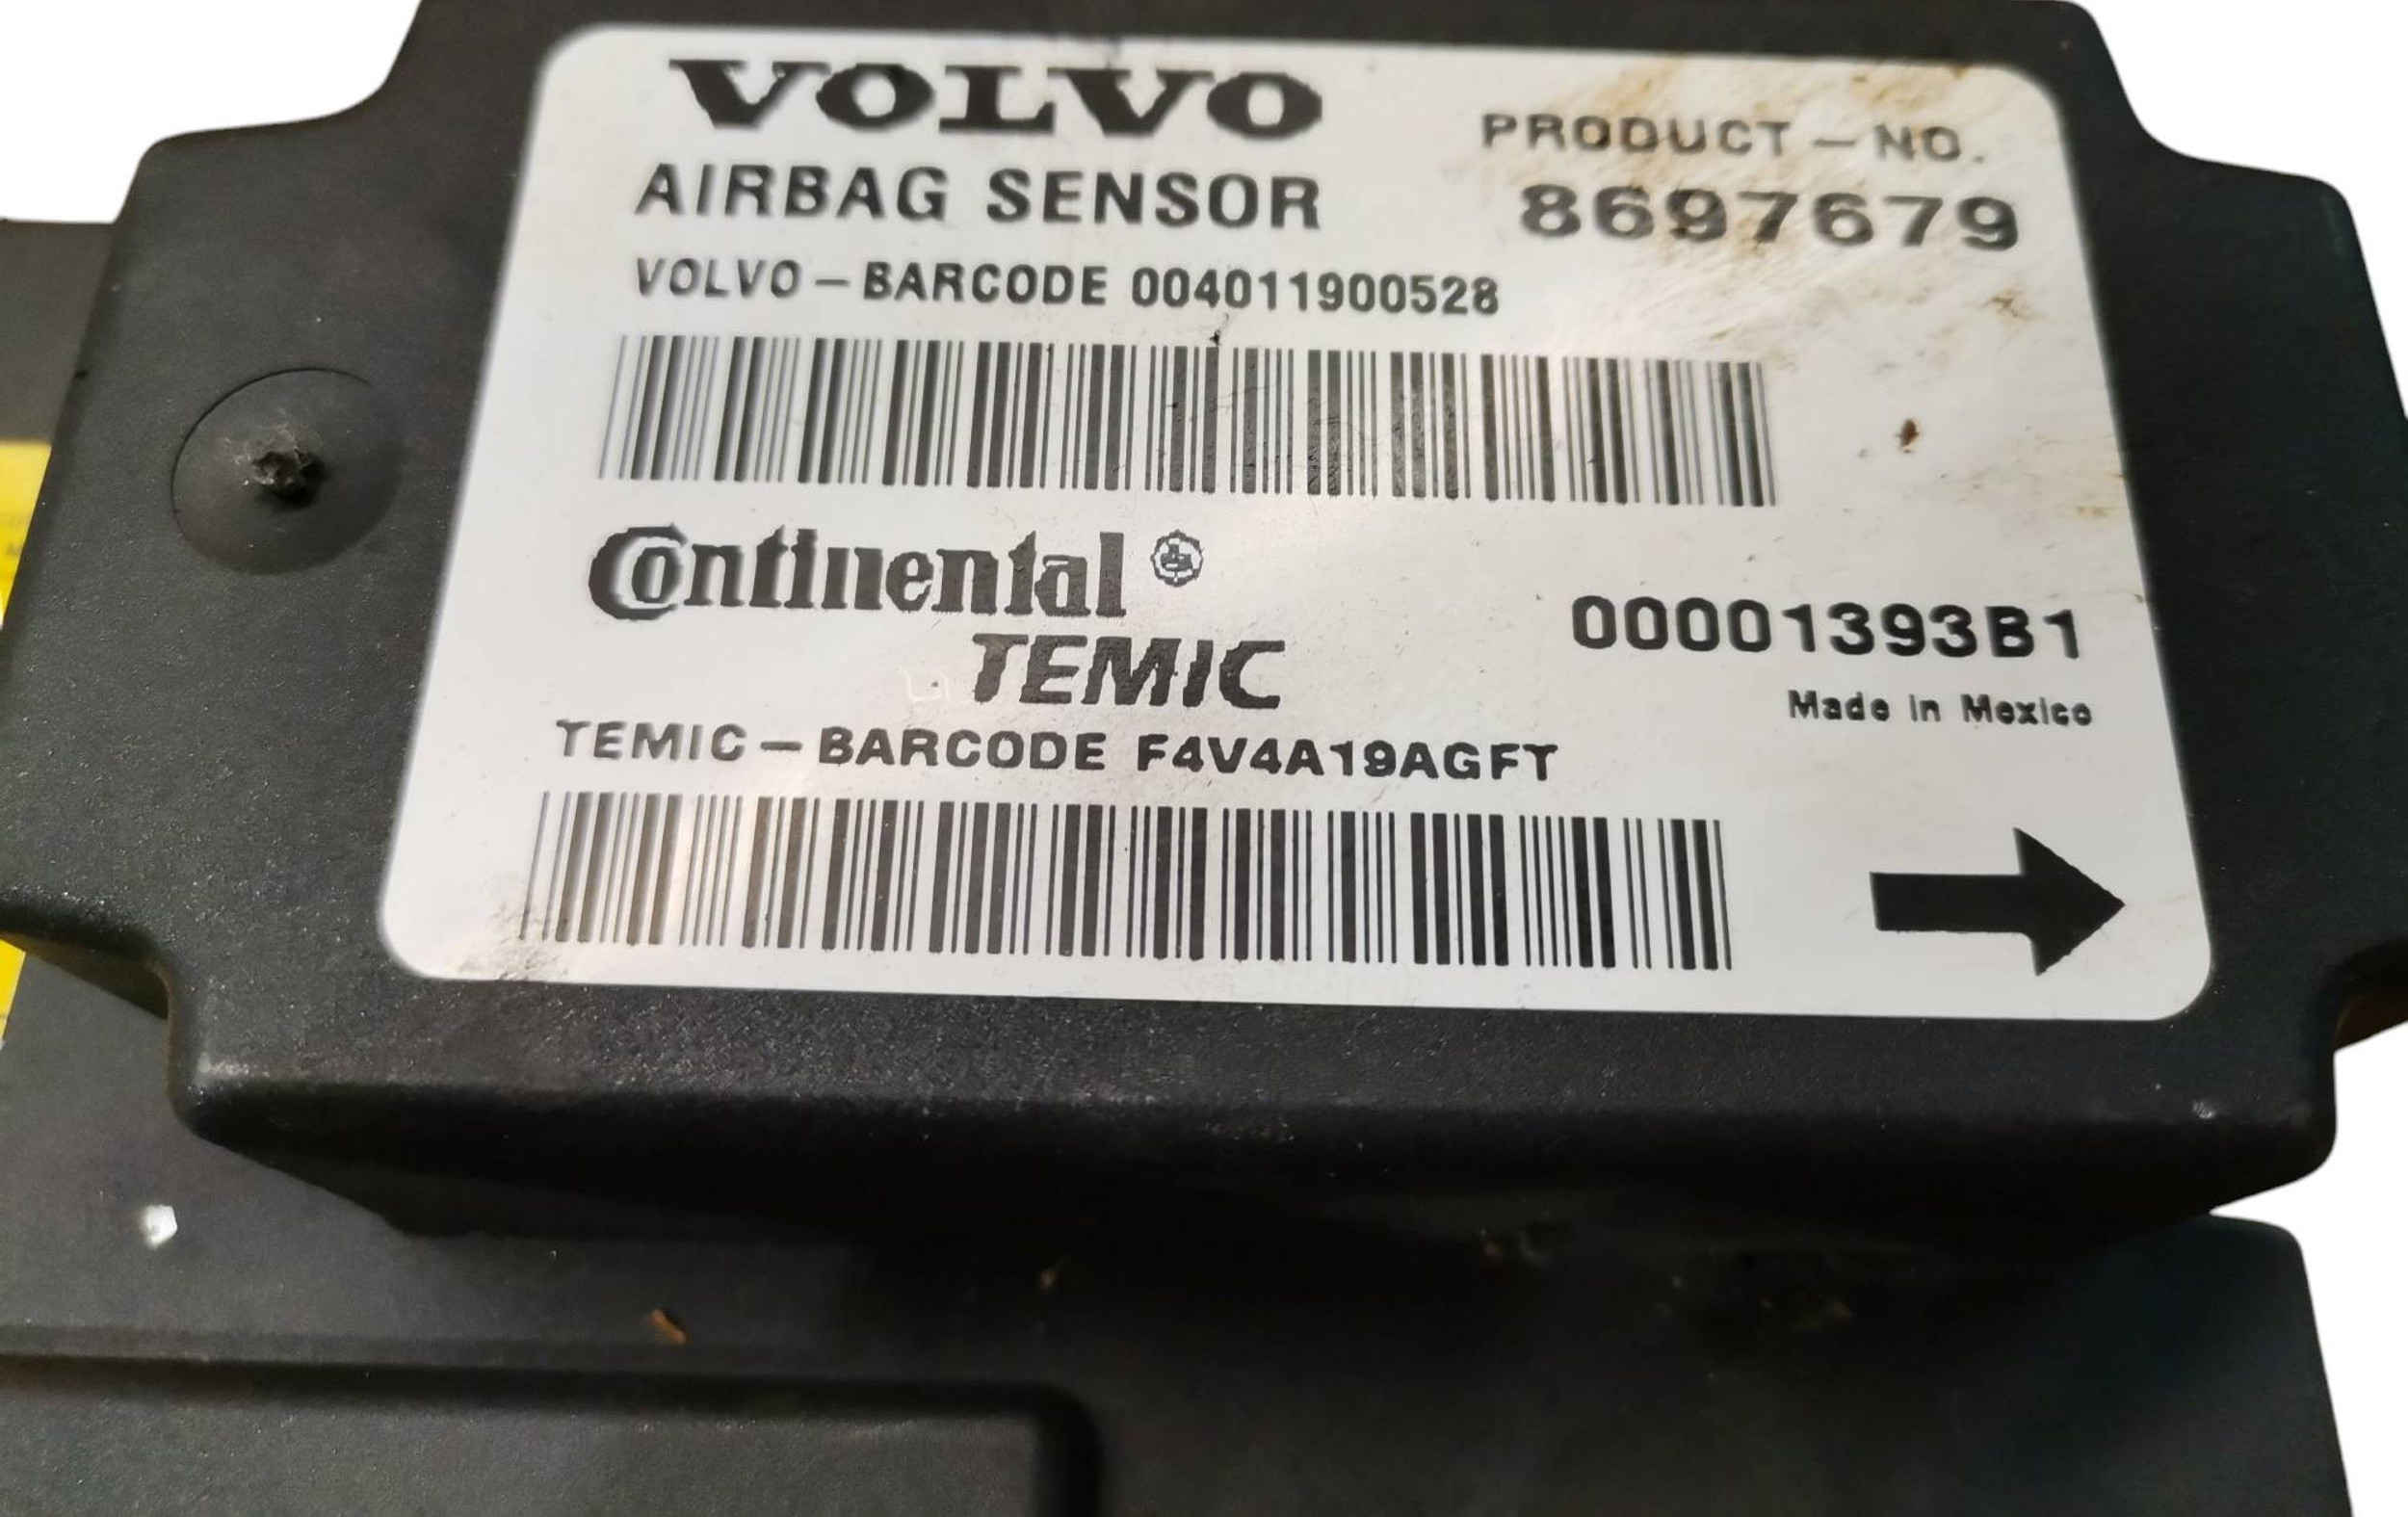 VOLVO
AIRBAG SENSOR
PRODUCT – NO.
8697679
VOLVO – BARCODE 004011900528
Continental
TEMIC
00001393B1
Made in Mexico
TEMIC – BARCODE F4V4A19AGFT